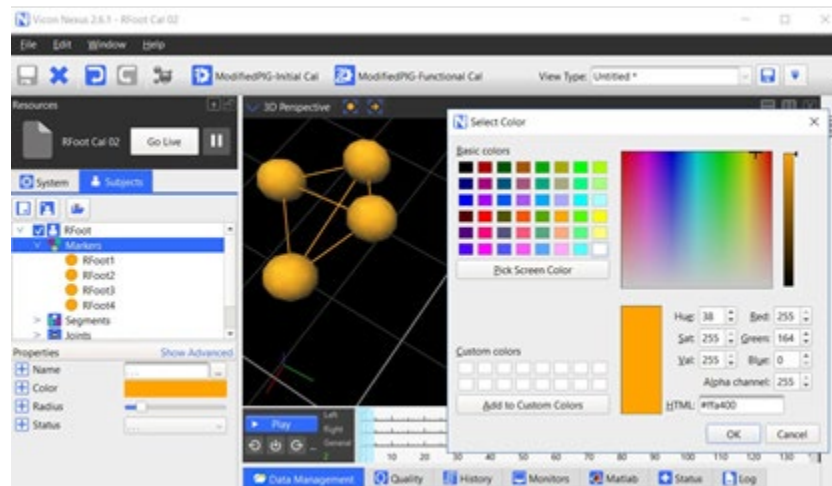 Vicon Nexus 2.6.1 - RFoot Cal 02
File Edit Window Help
ModifiedPIG-Initial Cal ModifiedPIG-Functional Cal View Type: Untitled *
Resources
3D Perspective
RFoot Cal 02 Go Live
System Subjects
RFoot
Markers
RFoot1
RFoot2
RFoot3
RFoot4
Segments
Joints
Properties Show Advanced
Name
Color
Radius
Status
Select Color
Basic colors
Pick Screen Color
Custom colors
Add to Custom Colors
Hue: 38 Red: 255
Sat: 255 Green: 164
Val: 255 Blue: 0
Alpha channel: 255
HTML: #ffa400
OK Cancel
Play
Left
Right
General
2
10 20 30 40 50 60 70 80 90 100 110 120 130
Data Management Quality History Monitors Matlab Status Log